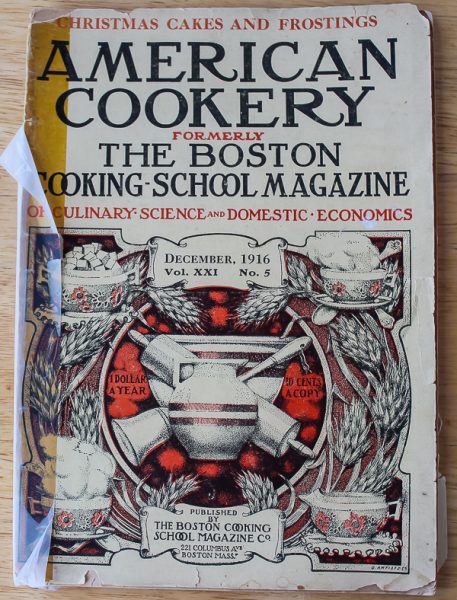 CHRISTMAS CAKES AND FROSTINGS
AMERICAN
COOKERY
FORMERLY
THE BOSTON
COOKING-SCHOOL MAGAZINE
OF·CULINARY·SCIENCE AND DOMESTIC·ECONOMICS
DECEMBER, 1916
VOL. XXI No. 5
1 DOLLAR
A YEAR
10 CENTS
A COPY
PUBLISHED
BY
THE BOSTON COOKING
SCHOOL MAGAZINE Co
221 COLUMBUS AVE
BOSTON MASS.